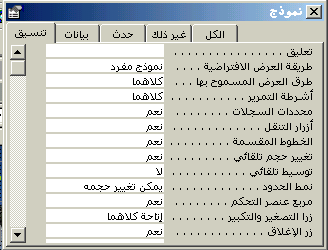 نموذج
تنسيق بيانات حدث غير ذلك الكل
تعليق . . . . . . . . . . . . . . . .
طريقة العرض الافتراضية . . . . نموذج مفرد
طرق العرض المسموح بها . . . . كلاهما
أشرطة التمرير . . . . . . . . . . كلاهما
محددات السجلات . . . . . . . . نعم
أزرار التنقل . . . . . . . . . . . . نعم
الخطوط المقسمة . . . . . . . . . نعم
تغيير حجم تلقائي . . . . . . . . نعم
توسيط تلقائي . . . . . . . . . . لا
نمط الحدود . . . . . . . . . . . . يمكن تغيير حجمه
مربع عنصر التحكم . . . . . . . . نعم
زرا التصغير والتكبير . . . . . . . إتاحة كلاهما
زر الإغلاق . . . . . . . . . . . . . نعم